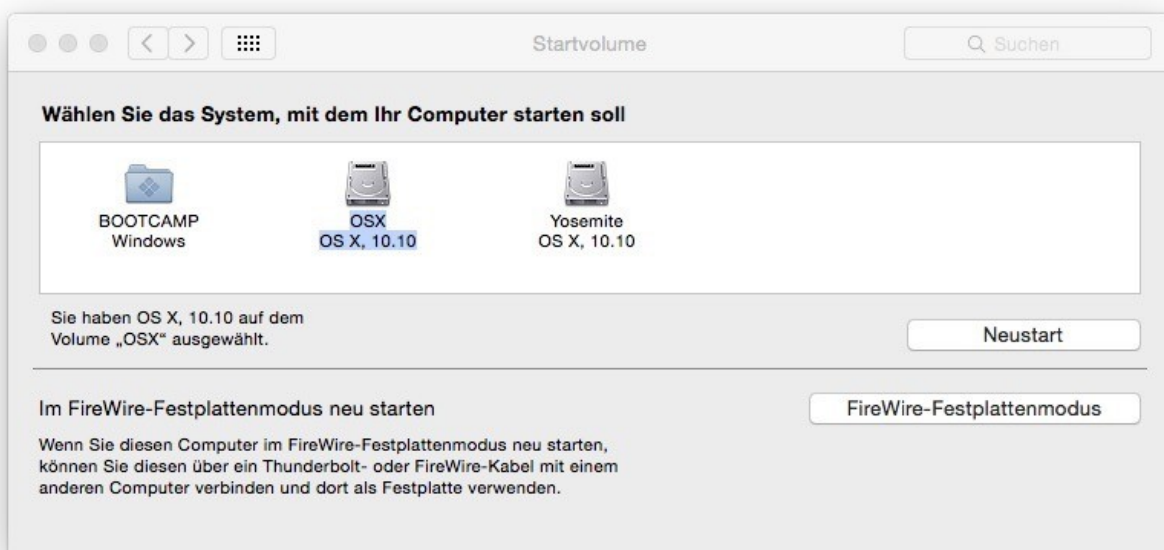 Startvolume
Suchen
Wählen Sie das System, mit dem Ihr Computer starten soll
BOOTCAMP
Windows
OSX
OS X, 10.10
Yosemite
OS X, 10.10
Sie haben OS X, 10.10 auf dem
Volume „OSX“ ausgewählt.
Neustart
Im FireWire-Festplattenmodus neu starten
FireWire-Festplattenmodus
Wenn Sie diesen Computer im FireWire-Festplattenmodus neu starten,
können Sie diesen über ein Thunderbolt- oder FireWire-Kabel mit einem
anderen Computer verbinden und dort als Festplatte verwenden.